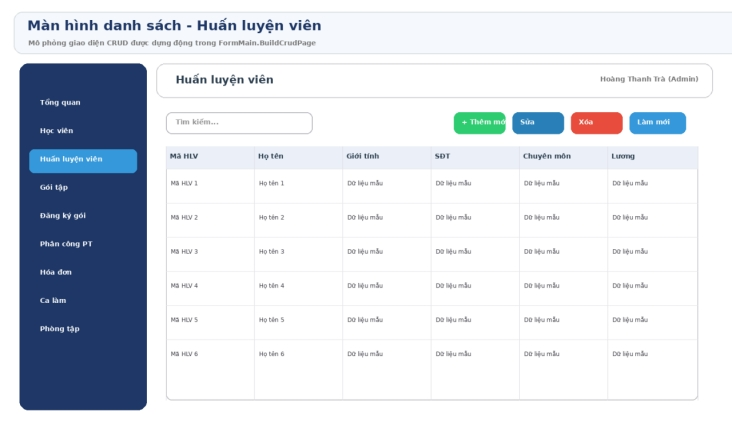 Màn hình danh sách - Huấn luyện viên
Mô phỏng giao diện CRUD được dựng động trong FormMain.BuildCrudPage
Tổng quan
Học viên
Huấn luyện viên
Gói tập
Đăng ký gói
Phân công PT
Hóa đơn
Ca làm
Phòng tập
Huấn luyện viên
Hoàng Thanh Trà (Admin)
Tìm kiếm...
+ Thêm mớ
Sửa
Xóa
Làm mới
Mã HLV Họ tên Giới tính SĐT Chuyên môn Lương
Mã HLV 1 Họ tên 1 Dữ liệu mẫu Dữ liệu mẫu Dữ liệu mẫu Dữ liệu mẫu
Mã HLV 2 Họ tên 2 Dữ liệu mẫu Dữ liệu mẫu Dữ liệu mẫu Dữ liệu mẫu
Mã HLV 3 Họ tên 3 Dữ liệu mẫu Dữ liệu mẫu Dữ liệu mẫu Dữ liệu mẫu
Mã HLV 4 Họ tên 4 Dữ liệu mẫu Dữ liệu mẫu Dữ liệu mẫu Dữ liệu mẫu
Mã HLV 5 Họ tên 5 Dữ liệu mẫu Dữ liệu mẫu Dữ liệu mẫu Dữ liệu mẫu
Mã HLV 6 Họ tên 6 Dữ liệu mẫu Dữ liệu mẫu Dữ liệu mẫu Dữ liệu mẫu